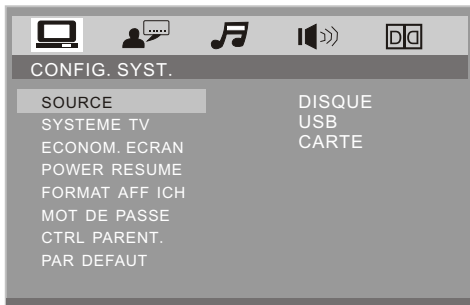 CONFIG. SYST.
SOURCE
SYSTEME TV
ECONOM. ECRAN
POWER RESUME
FORMAT AFF ICH
MOT DE PASSE
CTRL PARENT.
PAR DEFAUT
DISQUE
USB
CARTE